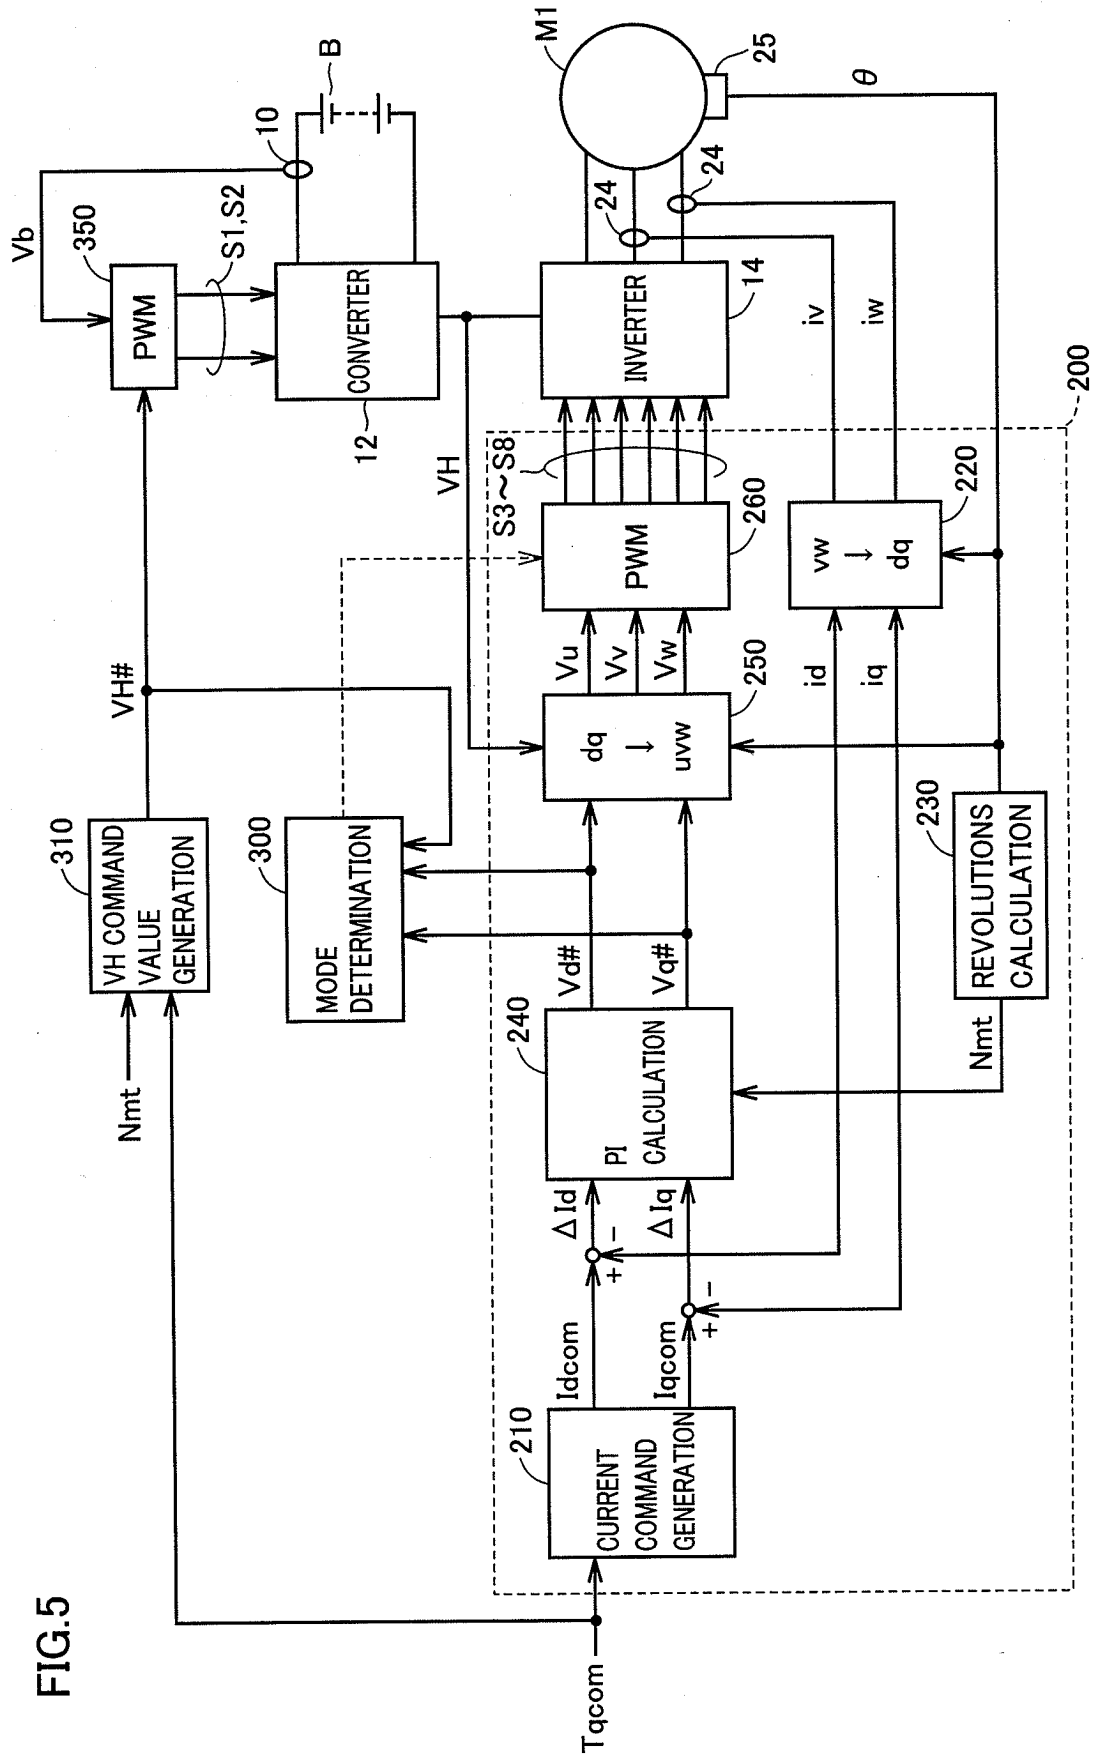 FIG.5
Tqcom
Nmt
310
VH COMMAND
VALUE
GENERATION
VH#
Vb
350
PWM
S1,S2
10
B
CONVERTER
12
VH
300
MODE
DETERMINATION
210
CURRENT
COMMAND
GENERATION
Idcom
Iqcom
+
-
+
-
ΔId
ΔIq
240
PI
CALCULATION
Vd#
Vq#
250
dq
↓
uvw
Vu
Vv
Vw
260
PWM
S3~S8
INVERTER
14
24
24
M1
25
θ
iv
iw
220
vw
↓
dq
id
iq
230
REVOLUTIONS
CALCULATION
Nmt
200